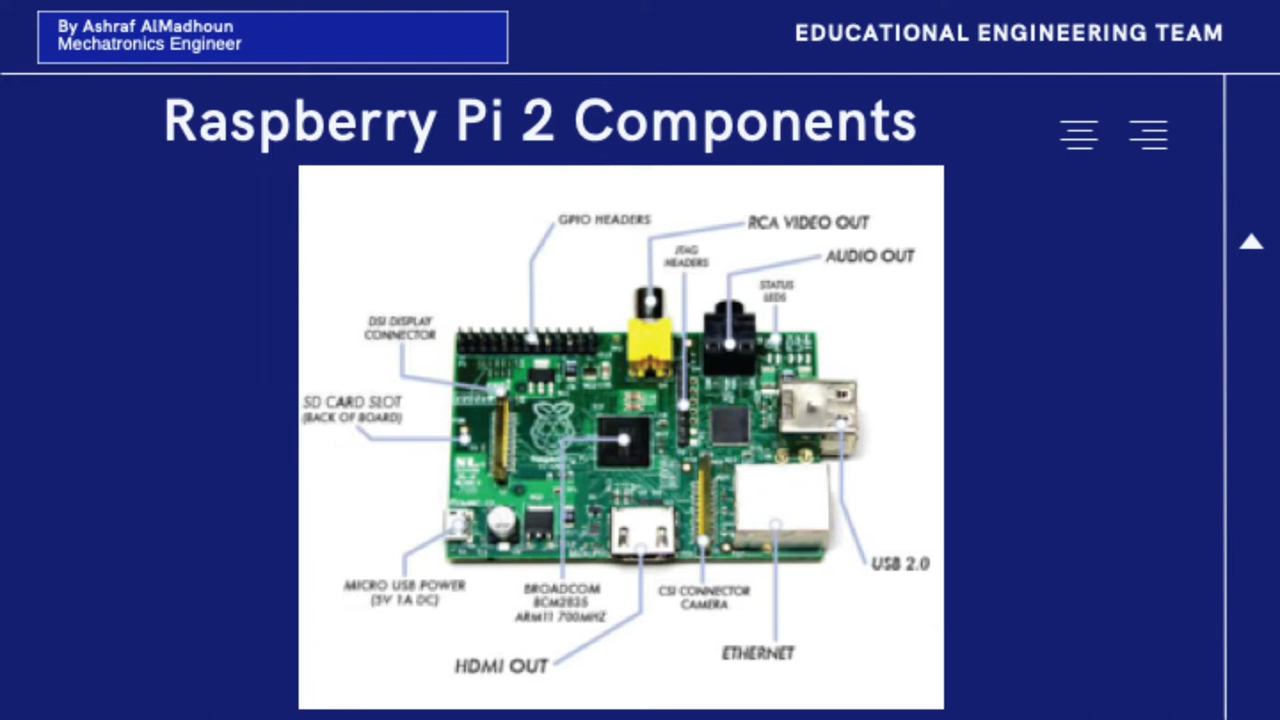 By Ashraf AlMadhoun
Mechatronics Engineer
EDUCATIONAL ENGINEERING TEAM
Raspberry Pi 2 Components
GPIO HEADERS
RCA VIDEO OUT
JTAG
HEADERS
AUDIO OUT
STATUS
LEDS
DSI DISPLAY
CONNECTOR
SD CARD SLOT
(BACK OF BOARD)
USB 2.0
MICRO USB POWER
(5V 1A DC)
BROADCOM
BCM2835
ARM11 700MHZ
CSI CONNECTOR
CAMERA
ETHERNET
HDMI OUT